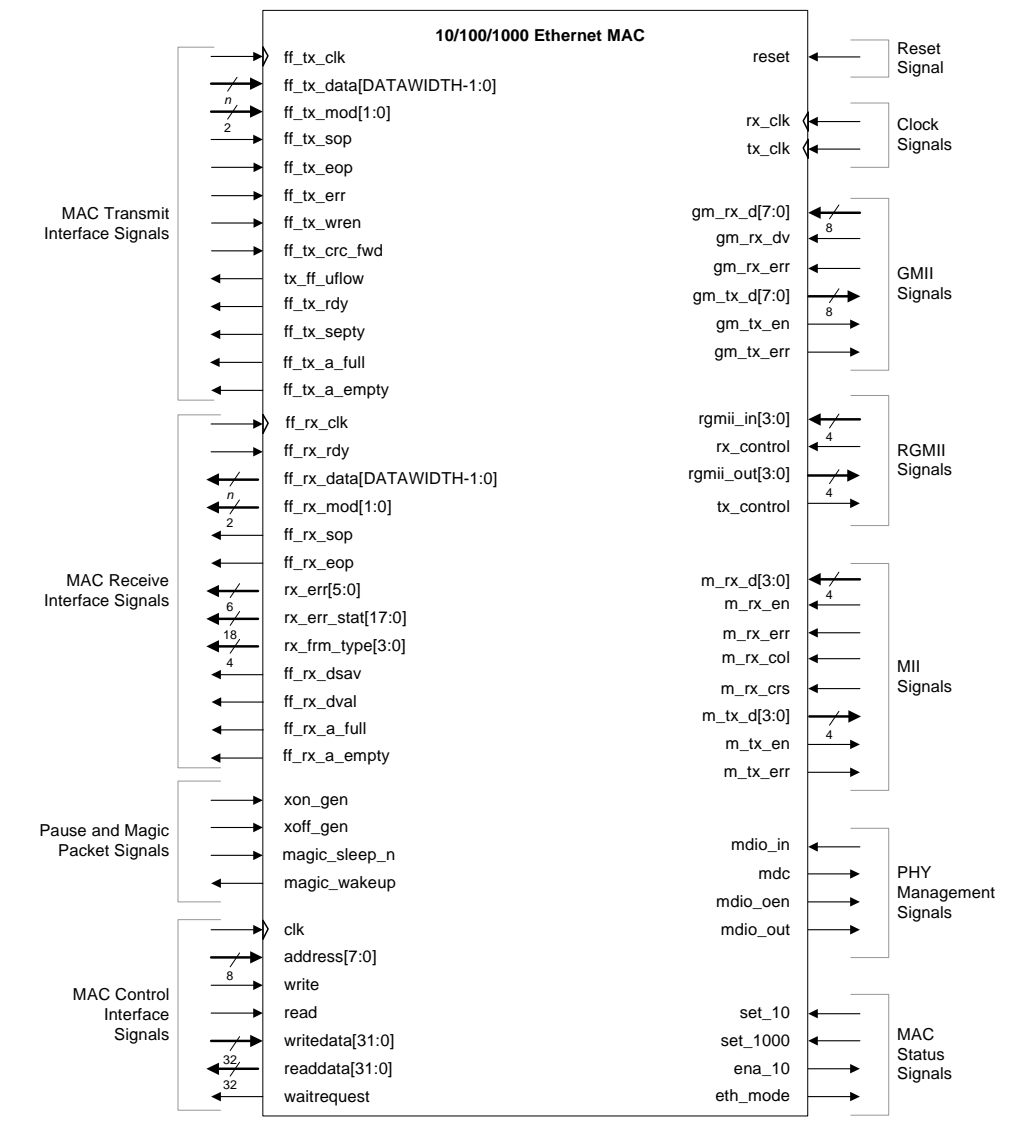 10/100/1000 Ethernet MAC
MAC Transmit
Interface Signals
ff_tx_clk
ff_tx_data[DATAWIDTH-1:0]
n
ff_tx_mod[1:0]
2
ff_tx_sop
ff_tx_eop
ff_tx_err
ff_tx_wren
ff_tx_crc_fwd
tx_ff_uflow
ff_tx_rdy
ff_tx_septy
ff_tx_a_full
ff_tx_a_empty
MAC Receive
Interface Signals
ff_rx_clk
ff_rx_rdy
ff_rx_data[DATAWIDTH-1:0]
n
ff_rx_mod[1:0]
2
ff_rx_sop
ff_rx_eop
rx_err[5:0]
6
rx_err_stat[17:0]
18
rx_frm_type[3:0]
4
ff_rx_dsav
ff_rx_dval
ff_rx_a_full
ff_rx_a_empty
Pause and Magic
Packet Signals
xon_gen
xoff_gen
magic_sleep_n
magic_wakeup
MAC Control
Interface
Signals
clk
address[7:0]
8
write
read
writedata[31:0]
32
readdata[31:0]
32
waitrequest
reset
Reset
Signal
rx_clk
tx_clk
Clock
Signals
gm_rx_d[7:0]
8
gm_rx_dv
gm_rx_err
gm_tx_d[7:0]
8
gm_tx_en
gm_tx_err
GMII
Signals
rgmii_in[3:0]
4
rx_control
rgmii_out[3:0]
4
tx_control
RGMII
Signals
m_rx_d[3:0]
4
m_rx_en
m_rx_err
m_rx_col
m_rx_crs
m_tx_d[3:0]
4
m_tx_en
m_tx_err
MII
Signals
mdio_in
mdc
mdio_oen
mdio_out
PHY
Management
Signals
set_10
set_1000
ena_10
eth_mode
MAC
Status
Signals